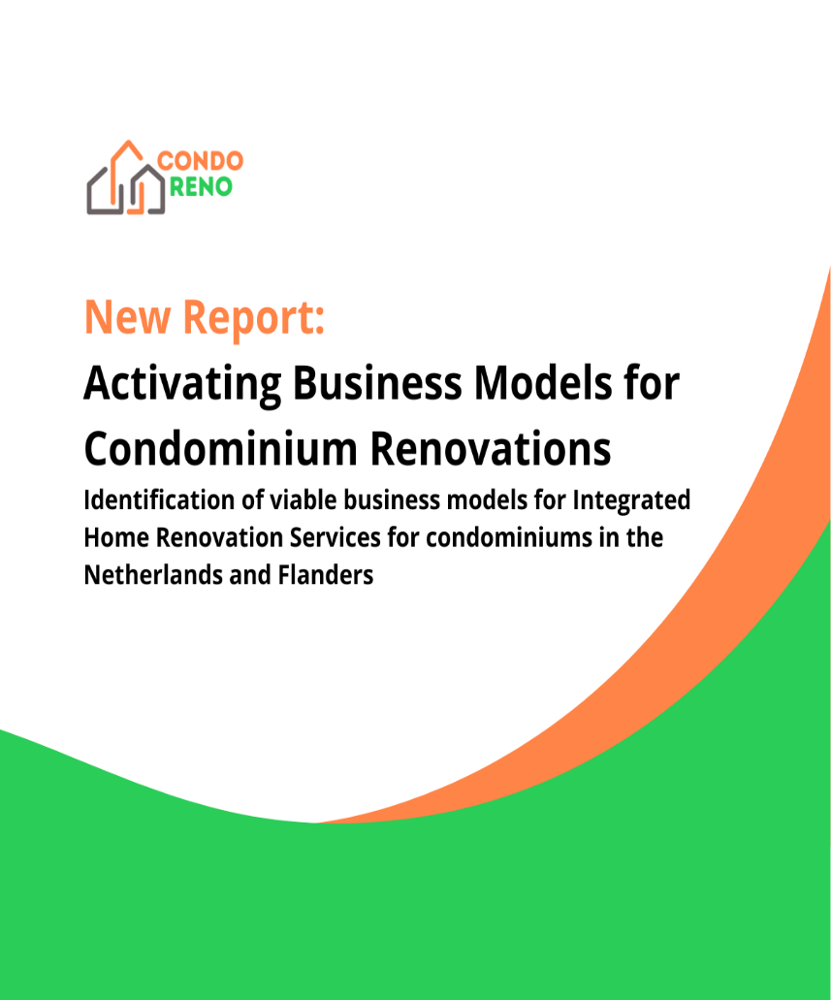 CONDO
RENO
New Report:
Activating Business Models for
Condominium Renovations
Identification of viable business models for Integrated
Home Renovation Services for condominiums in the
Netherlands and Flanders